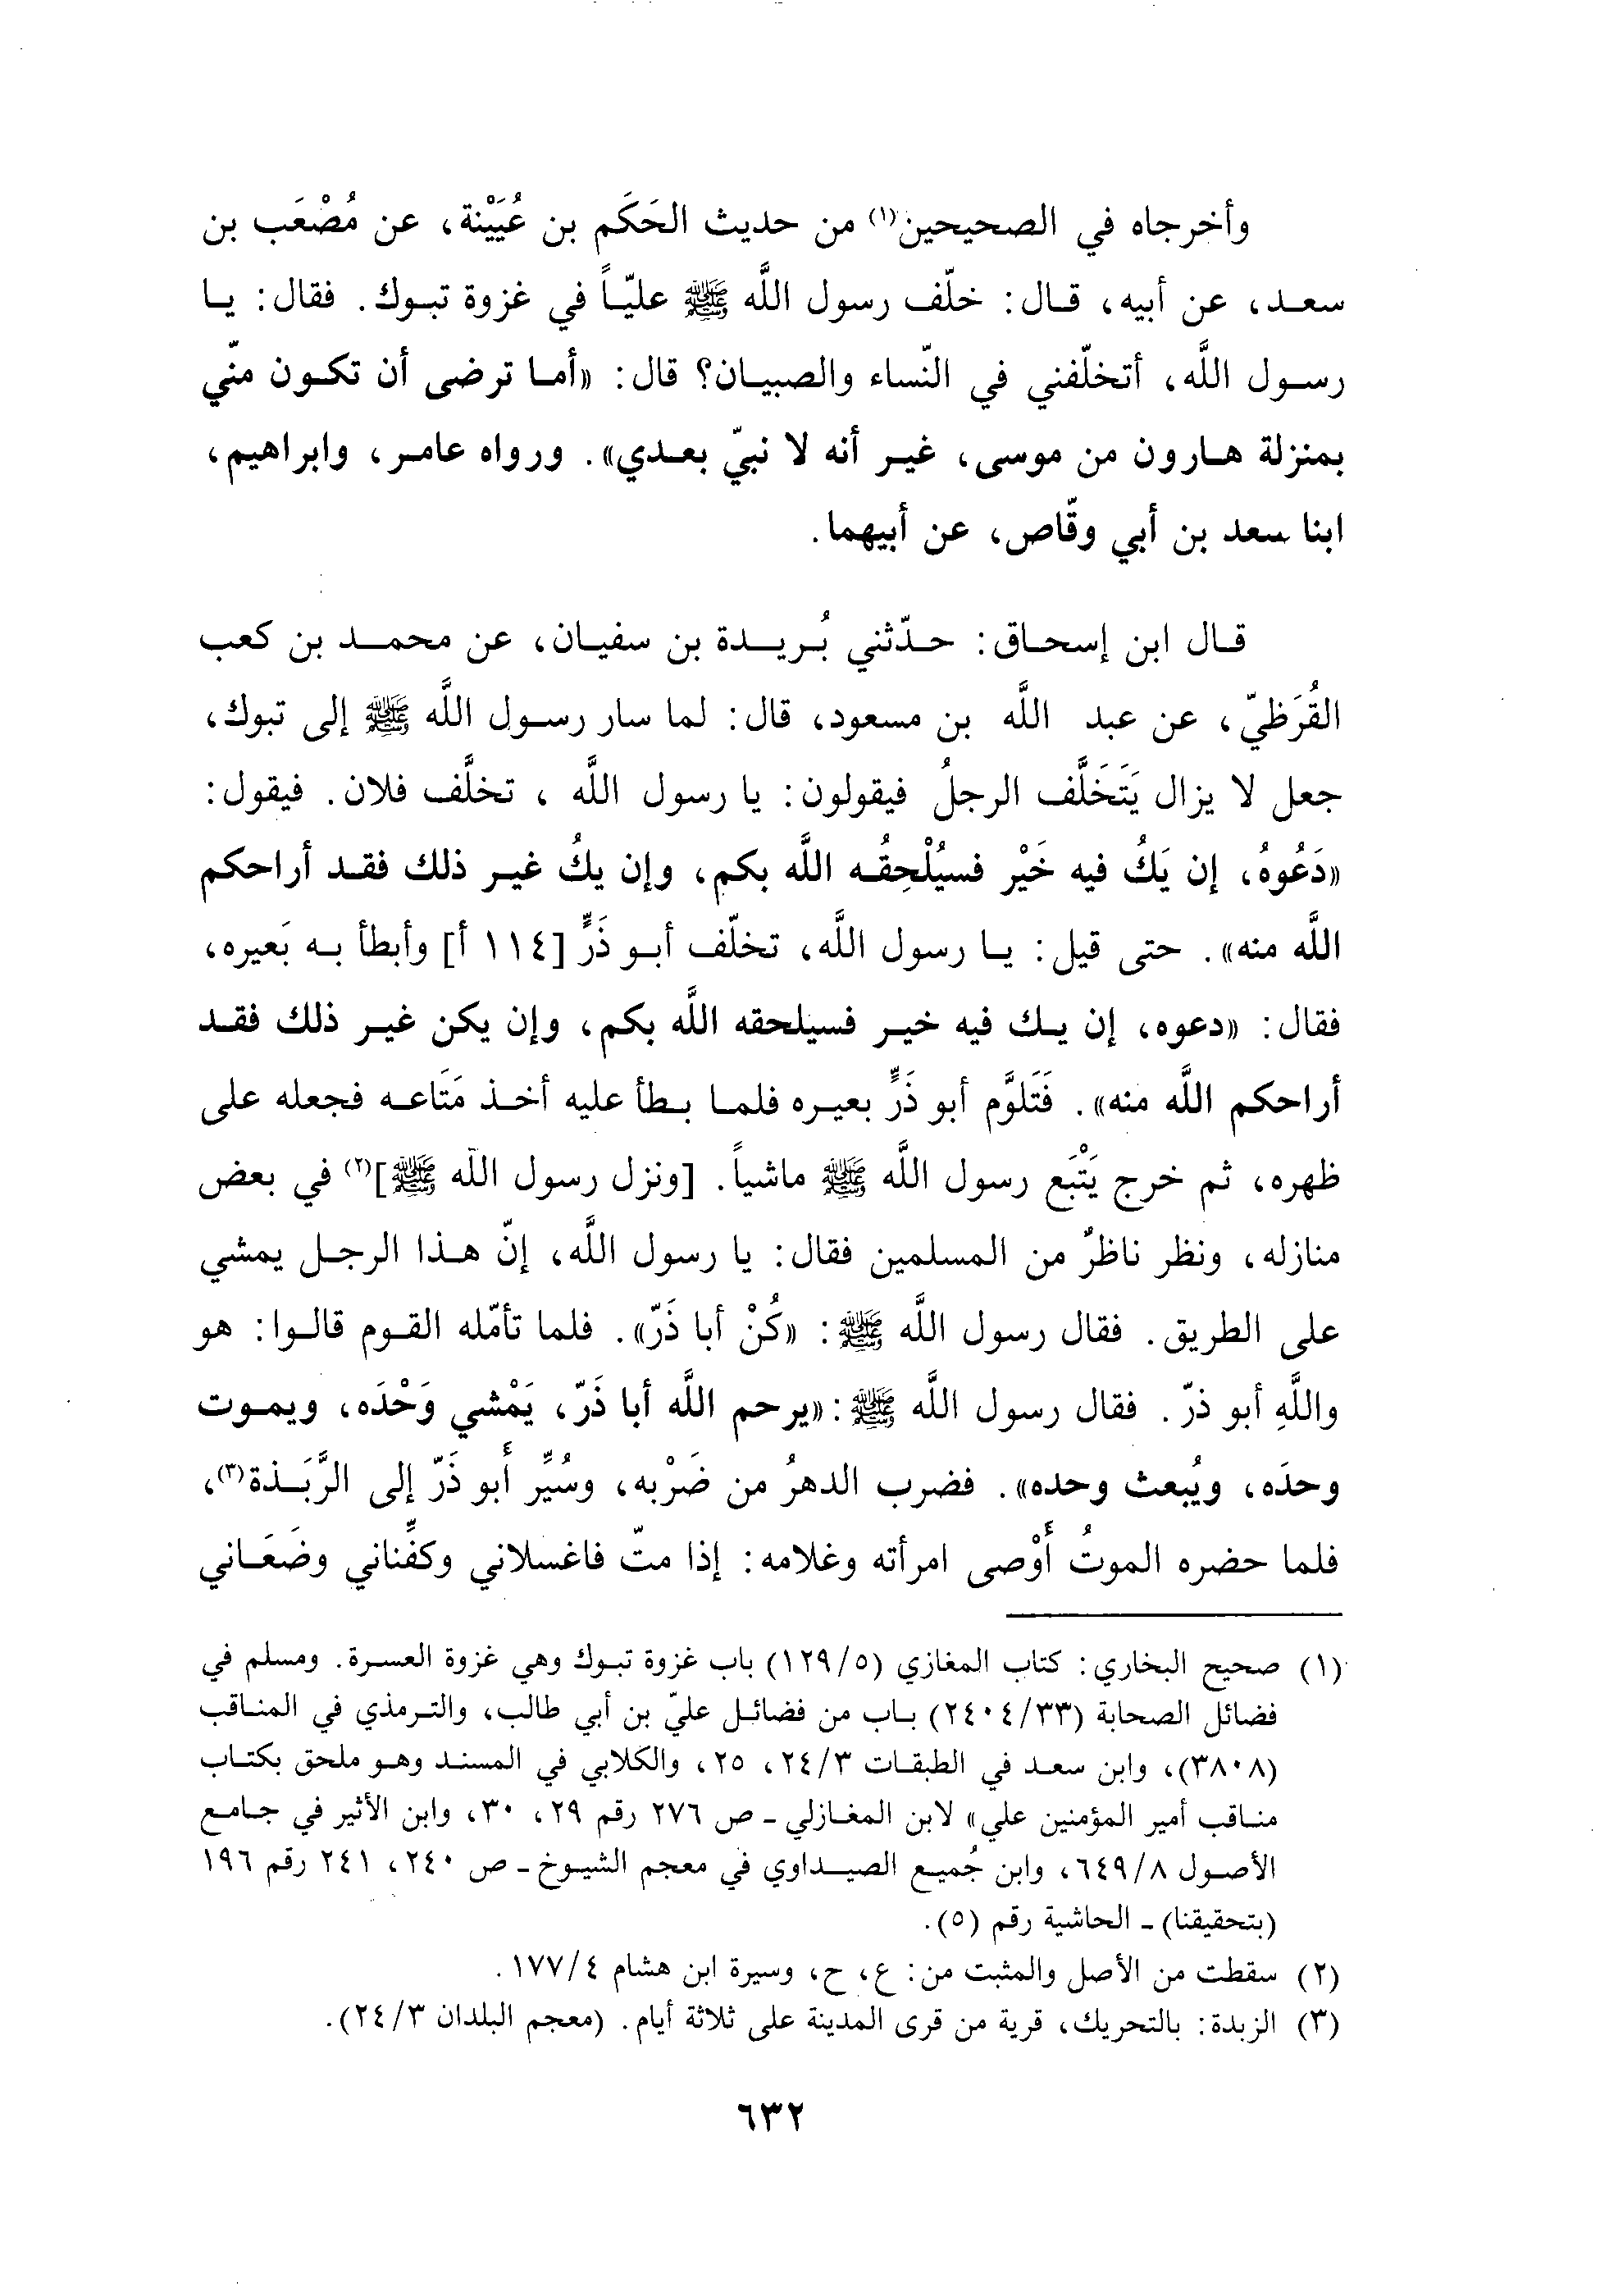 وأخرجاه في الصحيحين(١) من حديث الحَكَم بن عُيَيْنة، عن مُصْعَب بن
سعد، عن أبيه، قال: خلّف رسول اللَّه ﷺ عليّاً في غزوة تبوك. فقال: يا
رسول اللَّه، أتخلّفني في النّساء والصبيان؟ قال: «أما ترضى أن تكون منّي
بمنزلة هارون من موسى، غير أنه لا نبيّ بعدي». ورواه عامر، وابراهيم،
ابنا سعد بن أبي وقّاص، عن أبيهما.
قال ابن إسحاق: حدّثني بُريدة بن سفيان، عن محمد بن كعب
القُرَظيّ، عن عبد اللَّه بن مسعود، قال: لما سار رسول اللَّه ﷺ إلى تبوك،
جعل لا يزال يَتَخَلَّف الرجلُ فيقولون: يا رسول اللَّه ، تخلَّف فلان. فيقول:
«دَعُوهُ، إن يَكُ فيه خَيْر فسيُلْحِقُه اللَّه بكم، وإن يكُ غير ذلك فقد أراحكم
اللَّه منه». حتى قيل: يا رسول اللَّه، تخلّف أبو ذَرٍّ [١١٤ أ] وأبطأ به بَعيره،
فقال: «دعوه، إن يك فيه خير فسيلحقه اللَّه بكم، وإن يكن غير ذلك فقد
أراحكم اللَّه منه». فَتَلوَّم أبو ذَرٍّ بعيره فلما بطأ عليه أخذ مَتَاعه فجعله على
ظهره، ثم خرج يَتْبَع رسول اللَّه ﷺ ماشياً. [ونزل رسول اللّه ﷺ](٢) في بعض
منازله، ونظر ناظرٌ من المسلمين فقال: يا رسول اللَّه، إنّ هذا الرجل يمشي
على الطريق. فقال رسول اللَّه ﷺ: «كُنْ أبا ذَرّ». فلما تأمّله القوم قالوا: هو
واللَّهِ أبو ذرّ. فقال رسول اللَّه ﷺ: «يرحم اللَّه أبا ذَرّ، يَمْشي وَحْدَه، ويموت
وحدَه، ويُبعث وحده». فضرب الدهرُ من ضَرْبه، وسُيِّر أَبو ذَرّ إلى الرَّبَذة(٣)،
فلما حضره الموتُ أَوْصى امرأته وغلامه: إذا متّ فاغسلاني وكفِّناني وضَعَاني
(١) صحيح البخاري: كتاب المغازي (١٢٩/٥) باب غزوة تبوك وهي غزوة العسرة. ومسلم في
فضائل الصحابة (٢٤٠٤/٣٣) باب من فضائل عليّ بن أبي طالب، والترمذي في المناقب
(٣٨٠٨)، وابن سعد في الطبقات ٢٤/٣، ٢٥، والكلابي في المسند وهو ملحق بكتاب
مناقب أمير المؤمنين علي» لابن المغازلي ـ ص ٢٧٦ رقم ٢٩، ٣٠، وابن الأثير في جامع
الأصول ٦٤٩/٨، وابن جُميع الصيداوي في معجم الشيوخ ـ ص ٢٤٠، ٢٤١ رقم ١٩٦
(بتحقيقنا) ـ الحاشية رقم (٥).
(٢) سقطت من الأصل والمثبت من: ع، ح، وسيرة ابن هشام ١٧٧/٤.
(٣) الزبدة: بالتحريك، قرية من قرى المدينة على ثلاثة أيام. (معجم البلدان ٢٤/٣).
٦٣٢